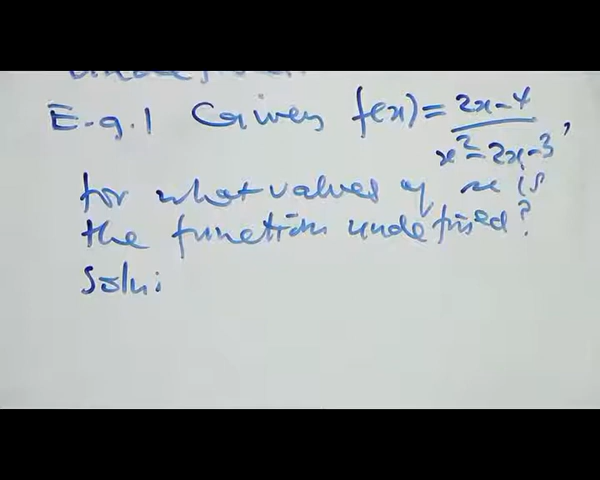 E-g.1 Given f(x) = 2x-4 / x²-2x-3,
for what values of x is
the function undefined?
Soln: